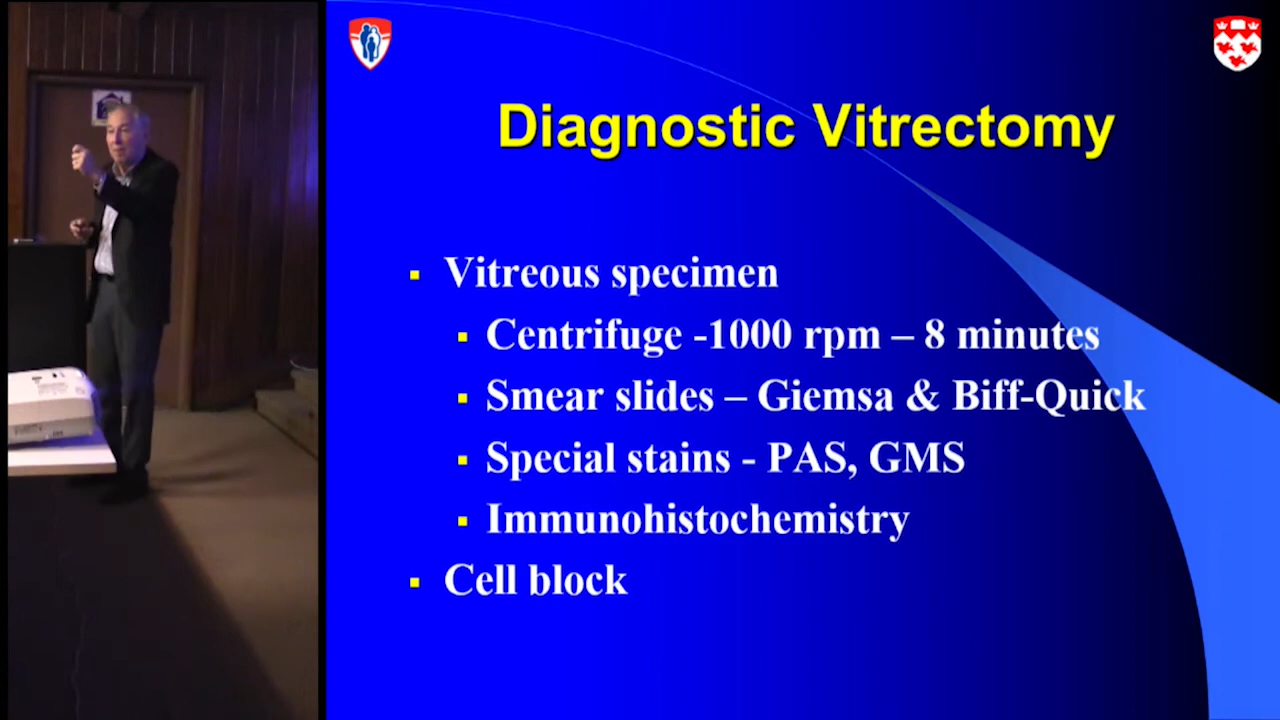 Diagnostic Vitrectomy
Vitreous specimen
Centrifuge -1000 rpm – 8 minutes
Smear slides – Giemsa & Biff-Quick
Special stains - PAS, GMS
Immunohistochemistry
Cell block